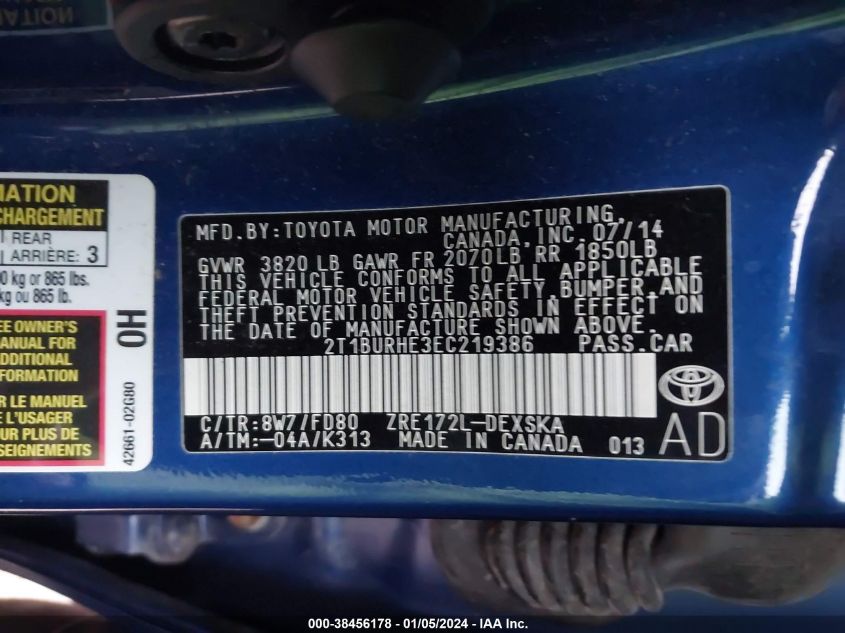 MATION
CHARGEMENT
REAR
ARRIÈRE: 3
0 kg or 865 lbs.
kg ou 865 lb.
EE OWNER'S
MANUAL FOR
ADDITIONAL
FORMATION
R LE MANUEL
E L'USAGER
UR PLUS DE
SEIGNEMENTS
0H
42661-02G80
MFD.BY:TOYOTA MOTOR MANUFACTURING,
CANADA,INC. 07/14
GVWR 3820 LB GAWR FR 2070LB, RR 1850LB
THIS VEHICLE CONFORMS TO ALL APPLICABLE
FEDERAL MOTOR VEHICLE SAFETY,BUMPER,AND
THEFT PREVENTION STANDARDS IN EFFECT ON
THE DATE OF MANUFACTURE SHOWN ABOVE.
2T1BURHE3EC219386 PASS.CAR
C/TR:8W7/FD80 ZRE172L-DEXSKA
A/TM:-04A/K313 MADE IN CANADA 013
AD
000-38456178 - 01/05/2024 - IAA Inc.